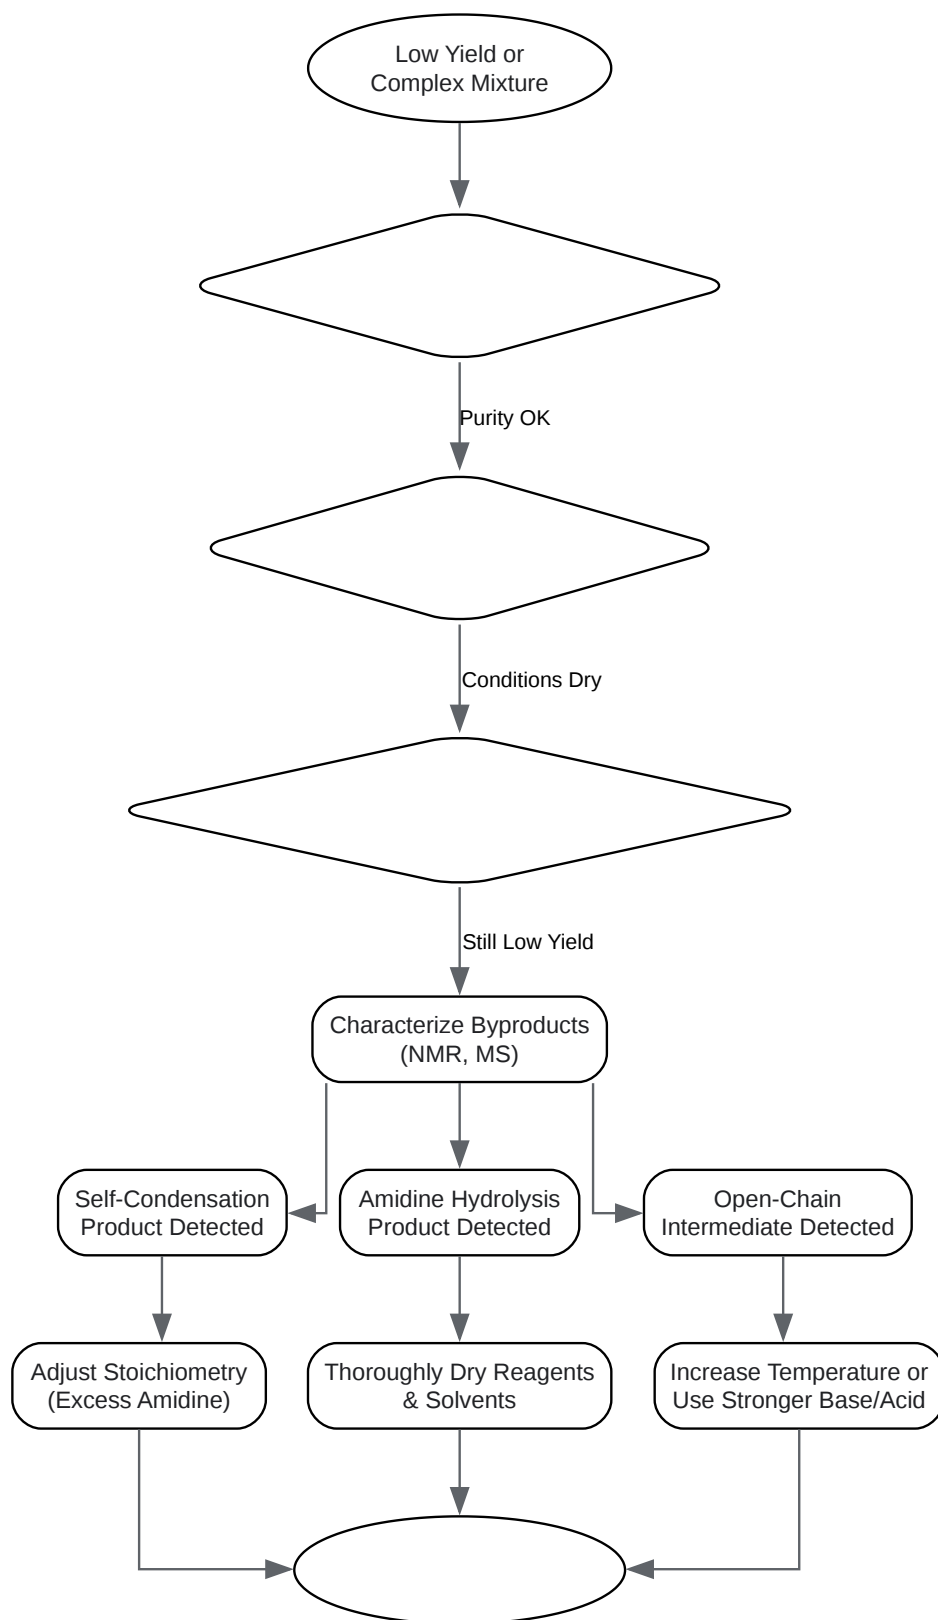 Low Yield or
Complex Mixture
Purity OK
Conditions Dry
Still Low Yield
Characterize Byproducts
(NMR, MS)
Self-Condensation
Product Detected
Amidine Hydrolysis
Product Detected
Open-Chain
Intermediate Detected
Adjust Stoichiometry
(Excess Amidine)
Thoroughly Dry Reagents
& Solvents
Increase Temperature or
Use Stronger Base/Acid